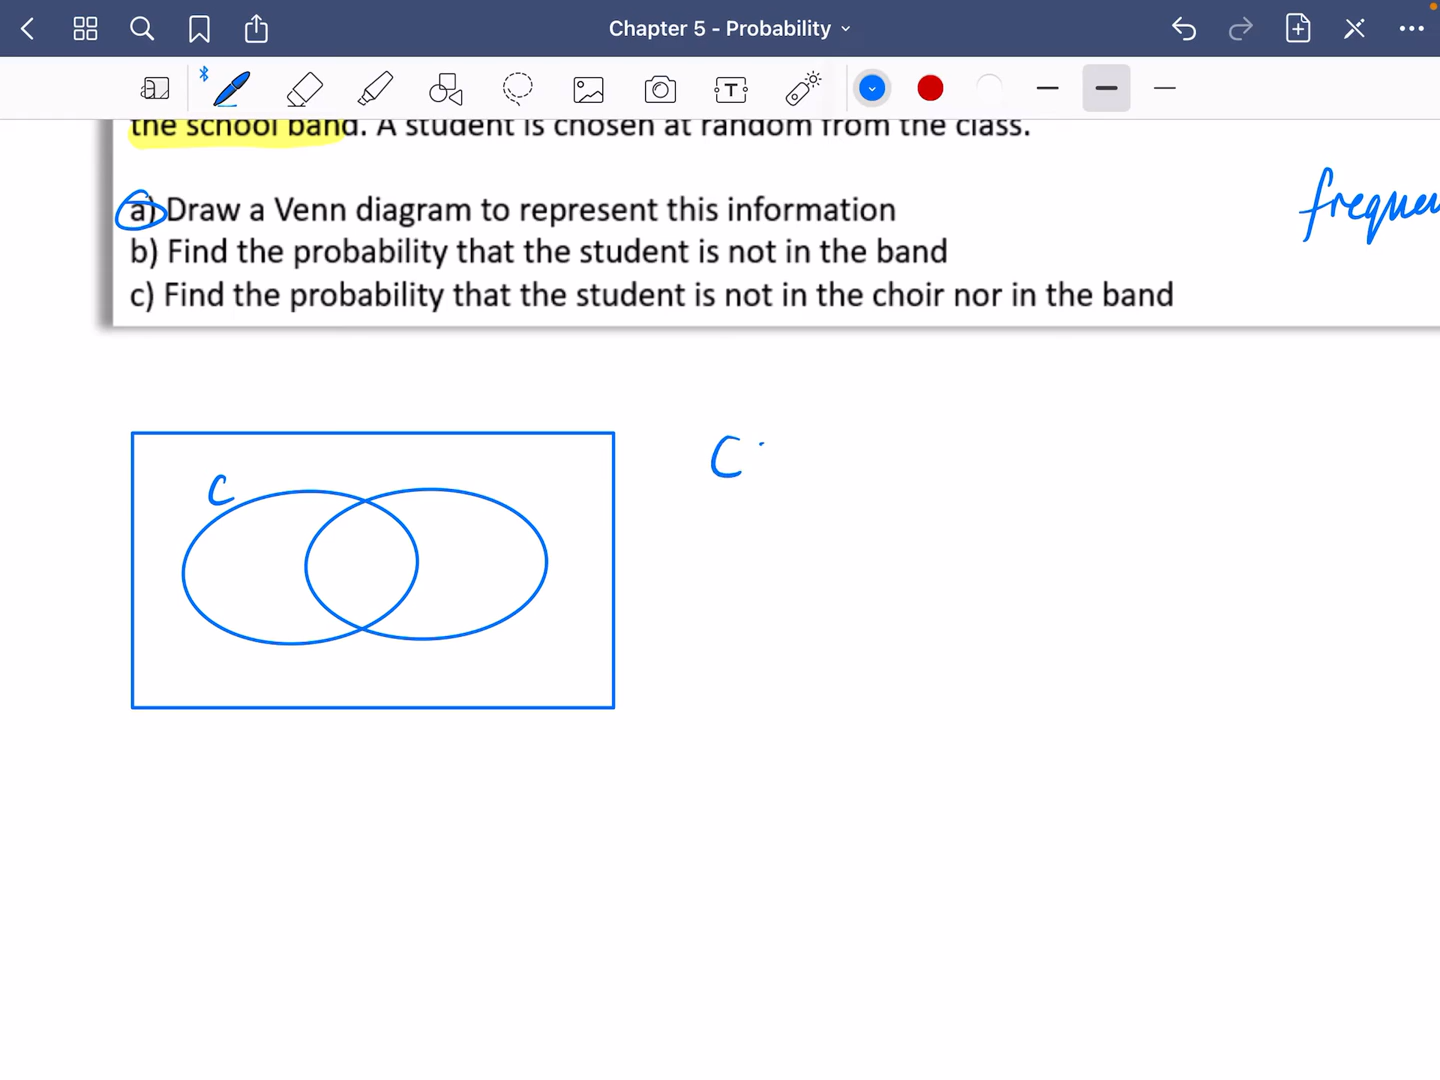 Chapter 5 - Probability
T
the school band. A student is chosen at random from the class.
a) Draw a Venn diagram to represent this information
b) Find the probability that the student is not in the band
c) Find the probability that the student is not in the choir nor in the band
C
C